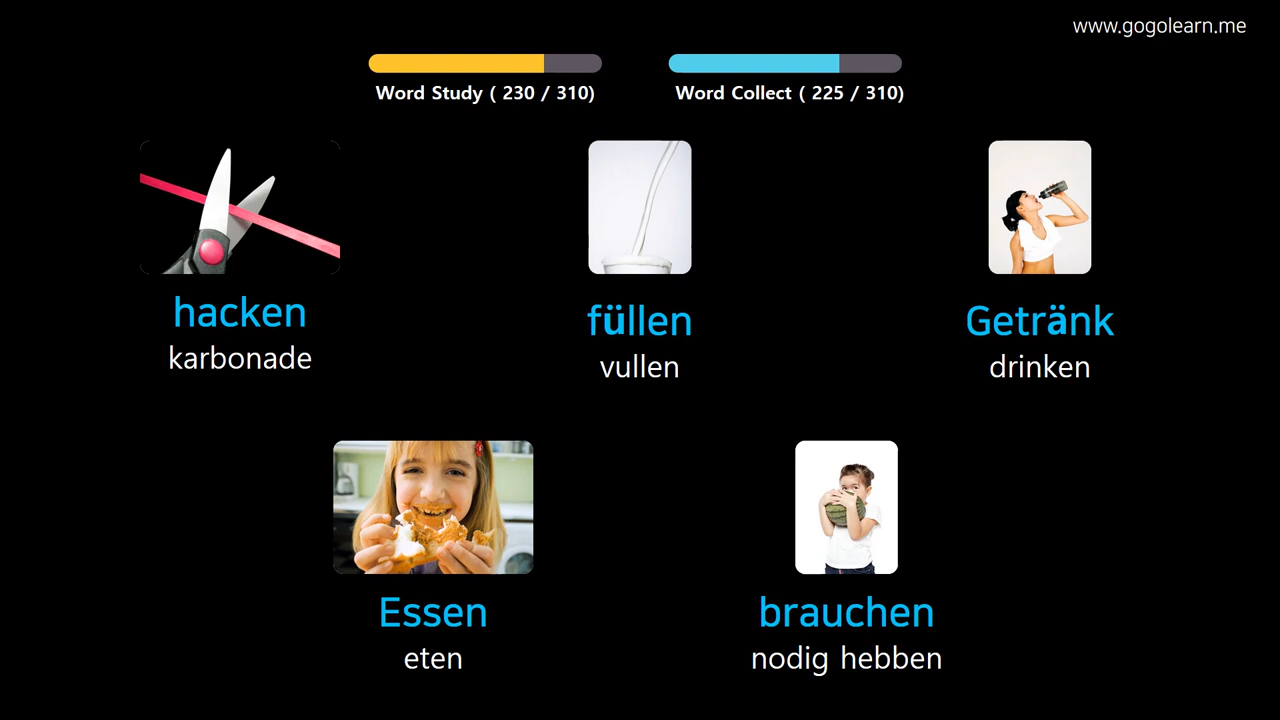 www.gogolearn.me
Word Study ( 230 / 310)
Word Collect ( 225 / 310)
hacken
karbonade
füllen
vullen
Getränk
drinken
Essen
eten
brauchen
nodig hebben